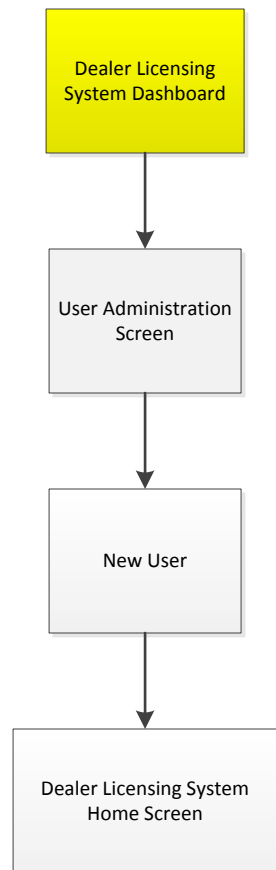 Dealer Licensing
System Dashboard
User Administration
Screen
New User
Dealer Licensing System
Home Screen